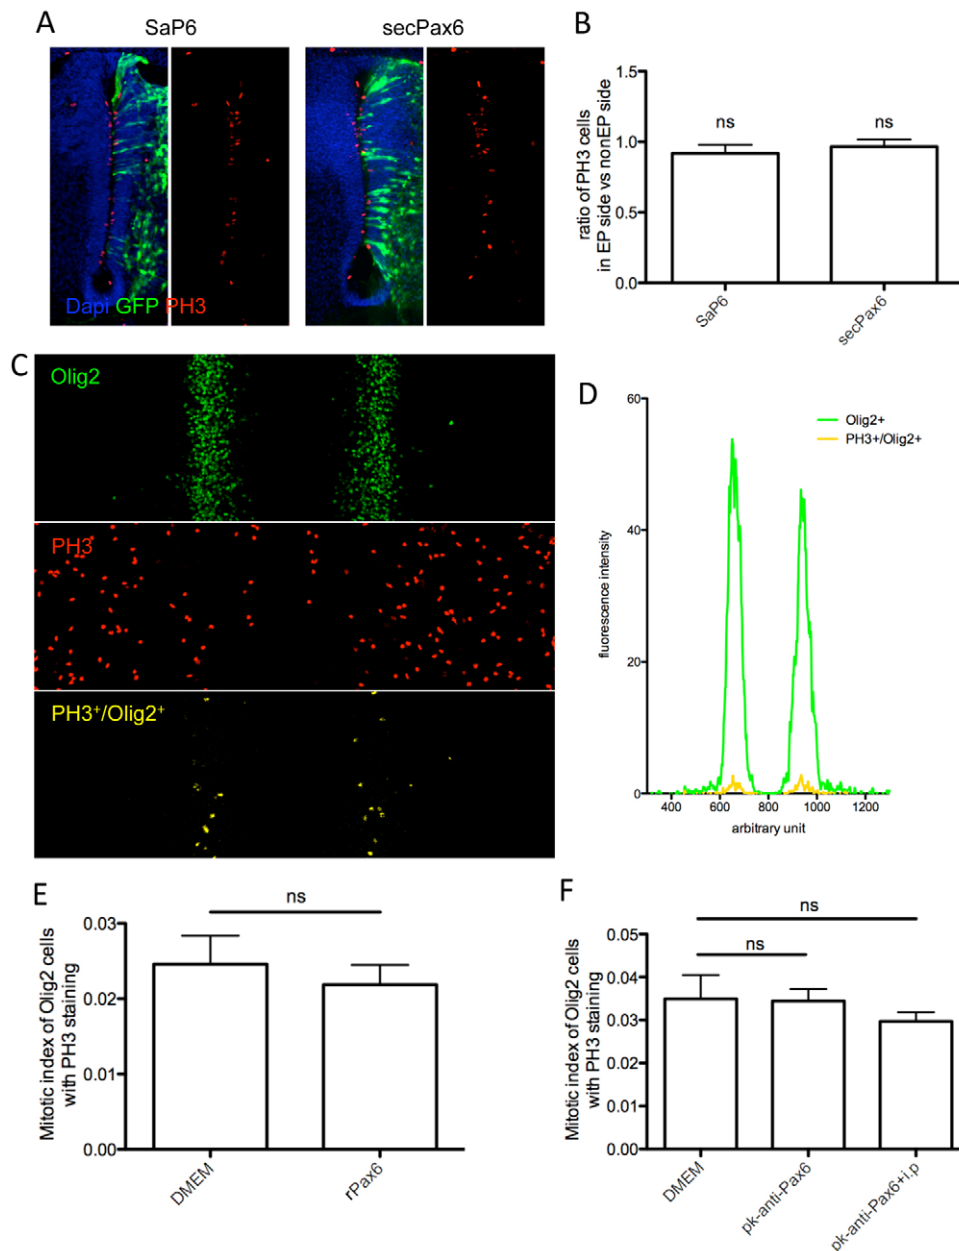 A
SaP6
secPax6
Dapi GFP PH3
B
ratio of PH3 cells
in EP side vs nonEP side
1.5
1.0
0.5
0.0
ns
ns
SaP6
secPax6
C
Olig2
PH3
PH3⁺/Olig2⁺
D
fluorescence intensity
60
40
20
0
Olig2+
PH3+/Olig2+
400
600
800
1000
1200
arbitrary unit
E
Mitotic index of Olig2 cells
with PH3 staining
0.03
0.02
0.01
0.00
ns
DMEM
rPax6
F
Mitotic index of Olig2 cells
with PH3 staining
0.05
0.04
0.03
0.02
0.01
0.00
ns
ns
DMEM
pk-anti-Pax6
pk-anti-Pax6+i.p